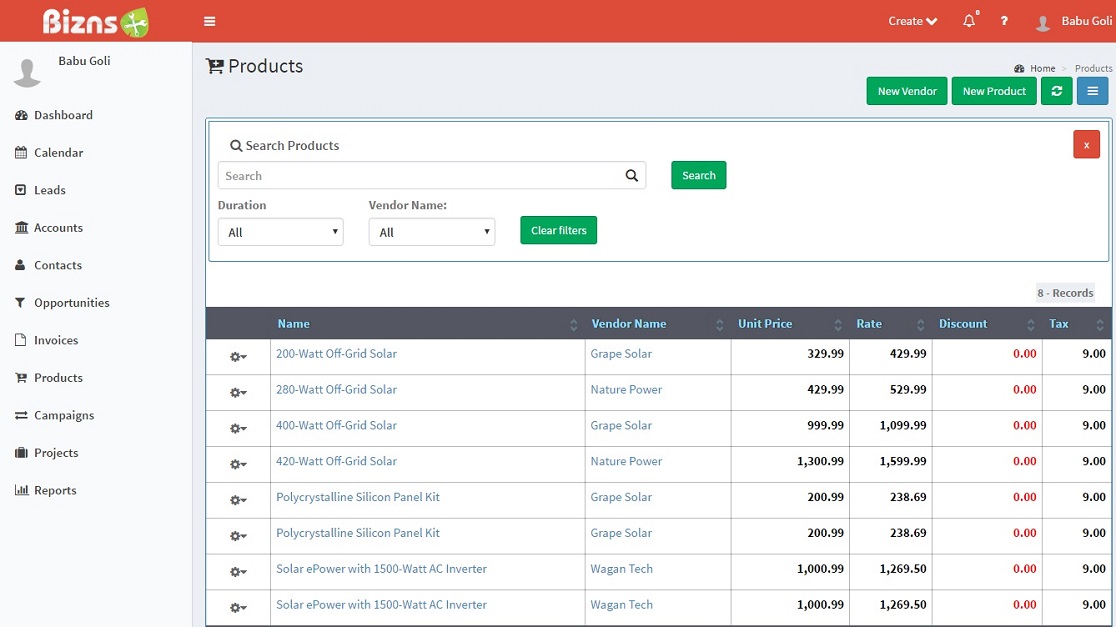 Bizns
Create
0
?
Babu Goli
Babu Goli
Dashboard
Calendar
Leads
Accounts
Contacts
Opportunities
Invoices
Products
Campaigns
Projects
Reports
Products
Home > Products
New Vendor New Product
Search Products
x
Search
Search
Duration Vendor Name:
All All Clear filters
8 - Records
Name Vendor Name Unit Price Rate Discount Tax
200-Watt Off-Grid Solar Grape Solar 329.99 429.99 0.00 9.00
280-Watt Off-Grid Solar Nature Power 429.99 529.99 0.00 9.00
400-Watt Off-Grid Solar Grape Solar 999.99 1,099.99 0.00 9.00
420-Watt Off-Grid Solar Nature Power 1,300.99 1,599.99 0.00 9.00
Polycrystalline Silicon Panel Kit Grape Solar 200.99 238.69 0.00 9.00
Polycrystalline Silicon Panel Kit Grape Solar 200.99 238.69 0.00 9.00
Solar ePower with 1500-Watt AC Inverter Wagan Tech 1,000.99 1,269.50 0.00 9.00
Solar ePower with 1500-Watt AC Inverter Wagan Tech 1,000.99 1,269.50 0.00 9.00